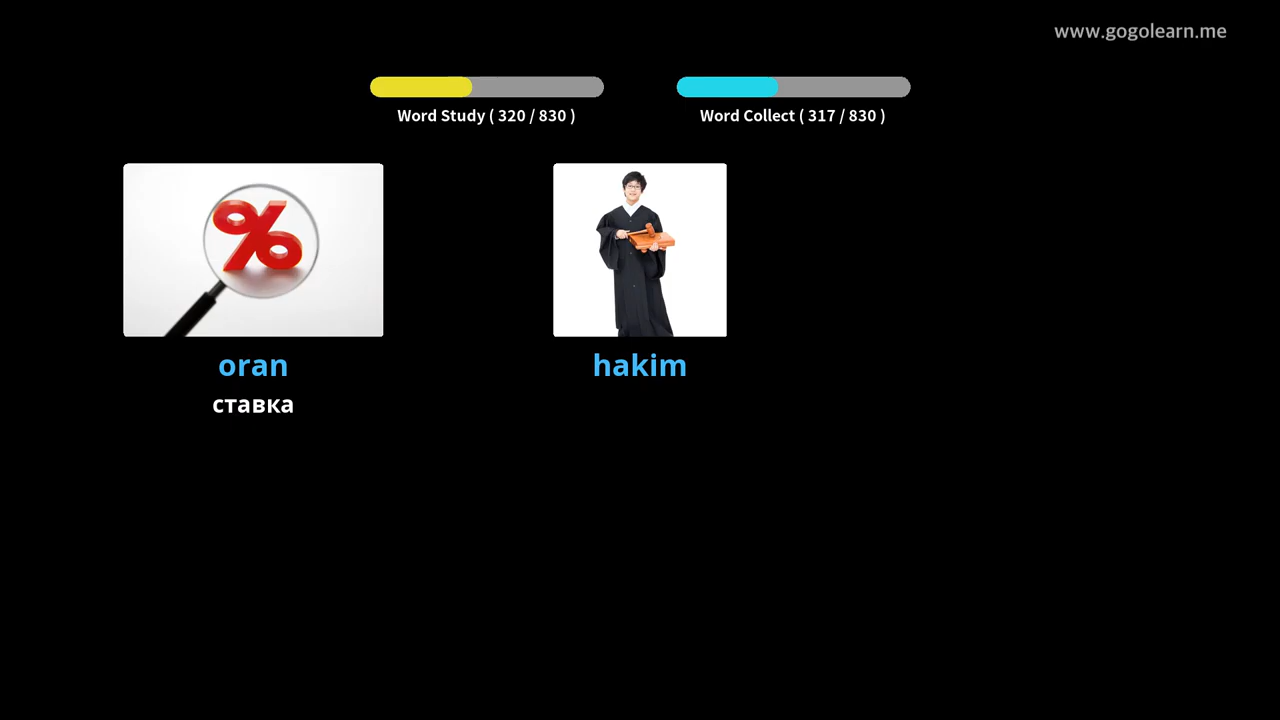 www.gogolearn.me
Word Study ( 320 / 830 )
Word Collect ( 317 / 830 )
%
oran
hakim
ставка